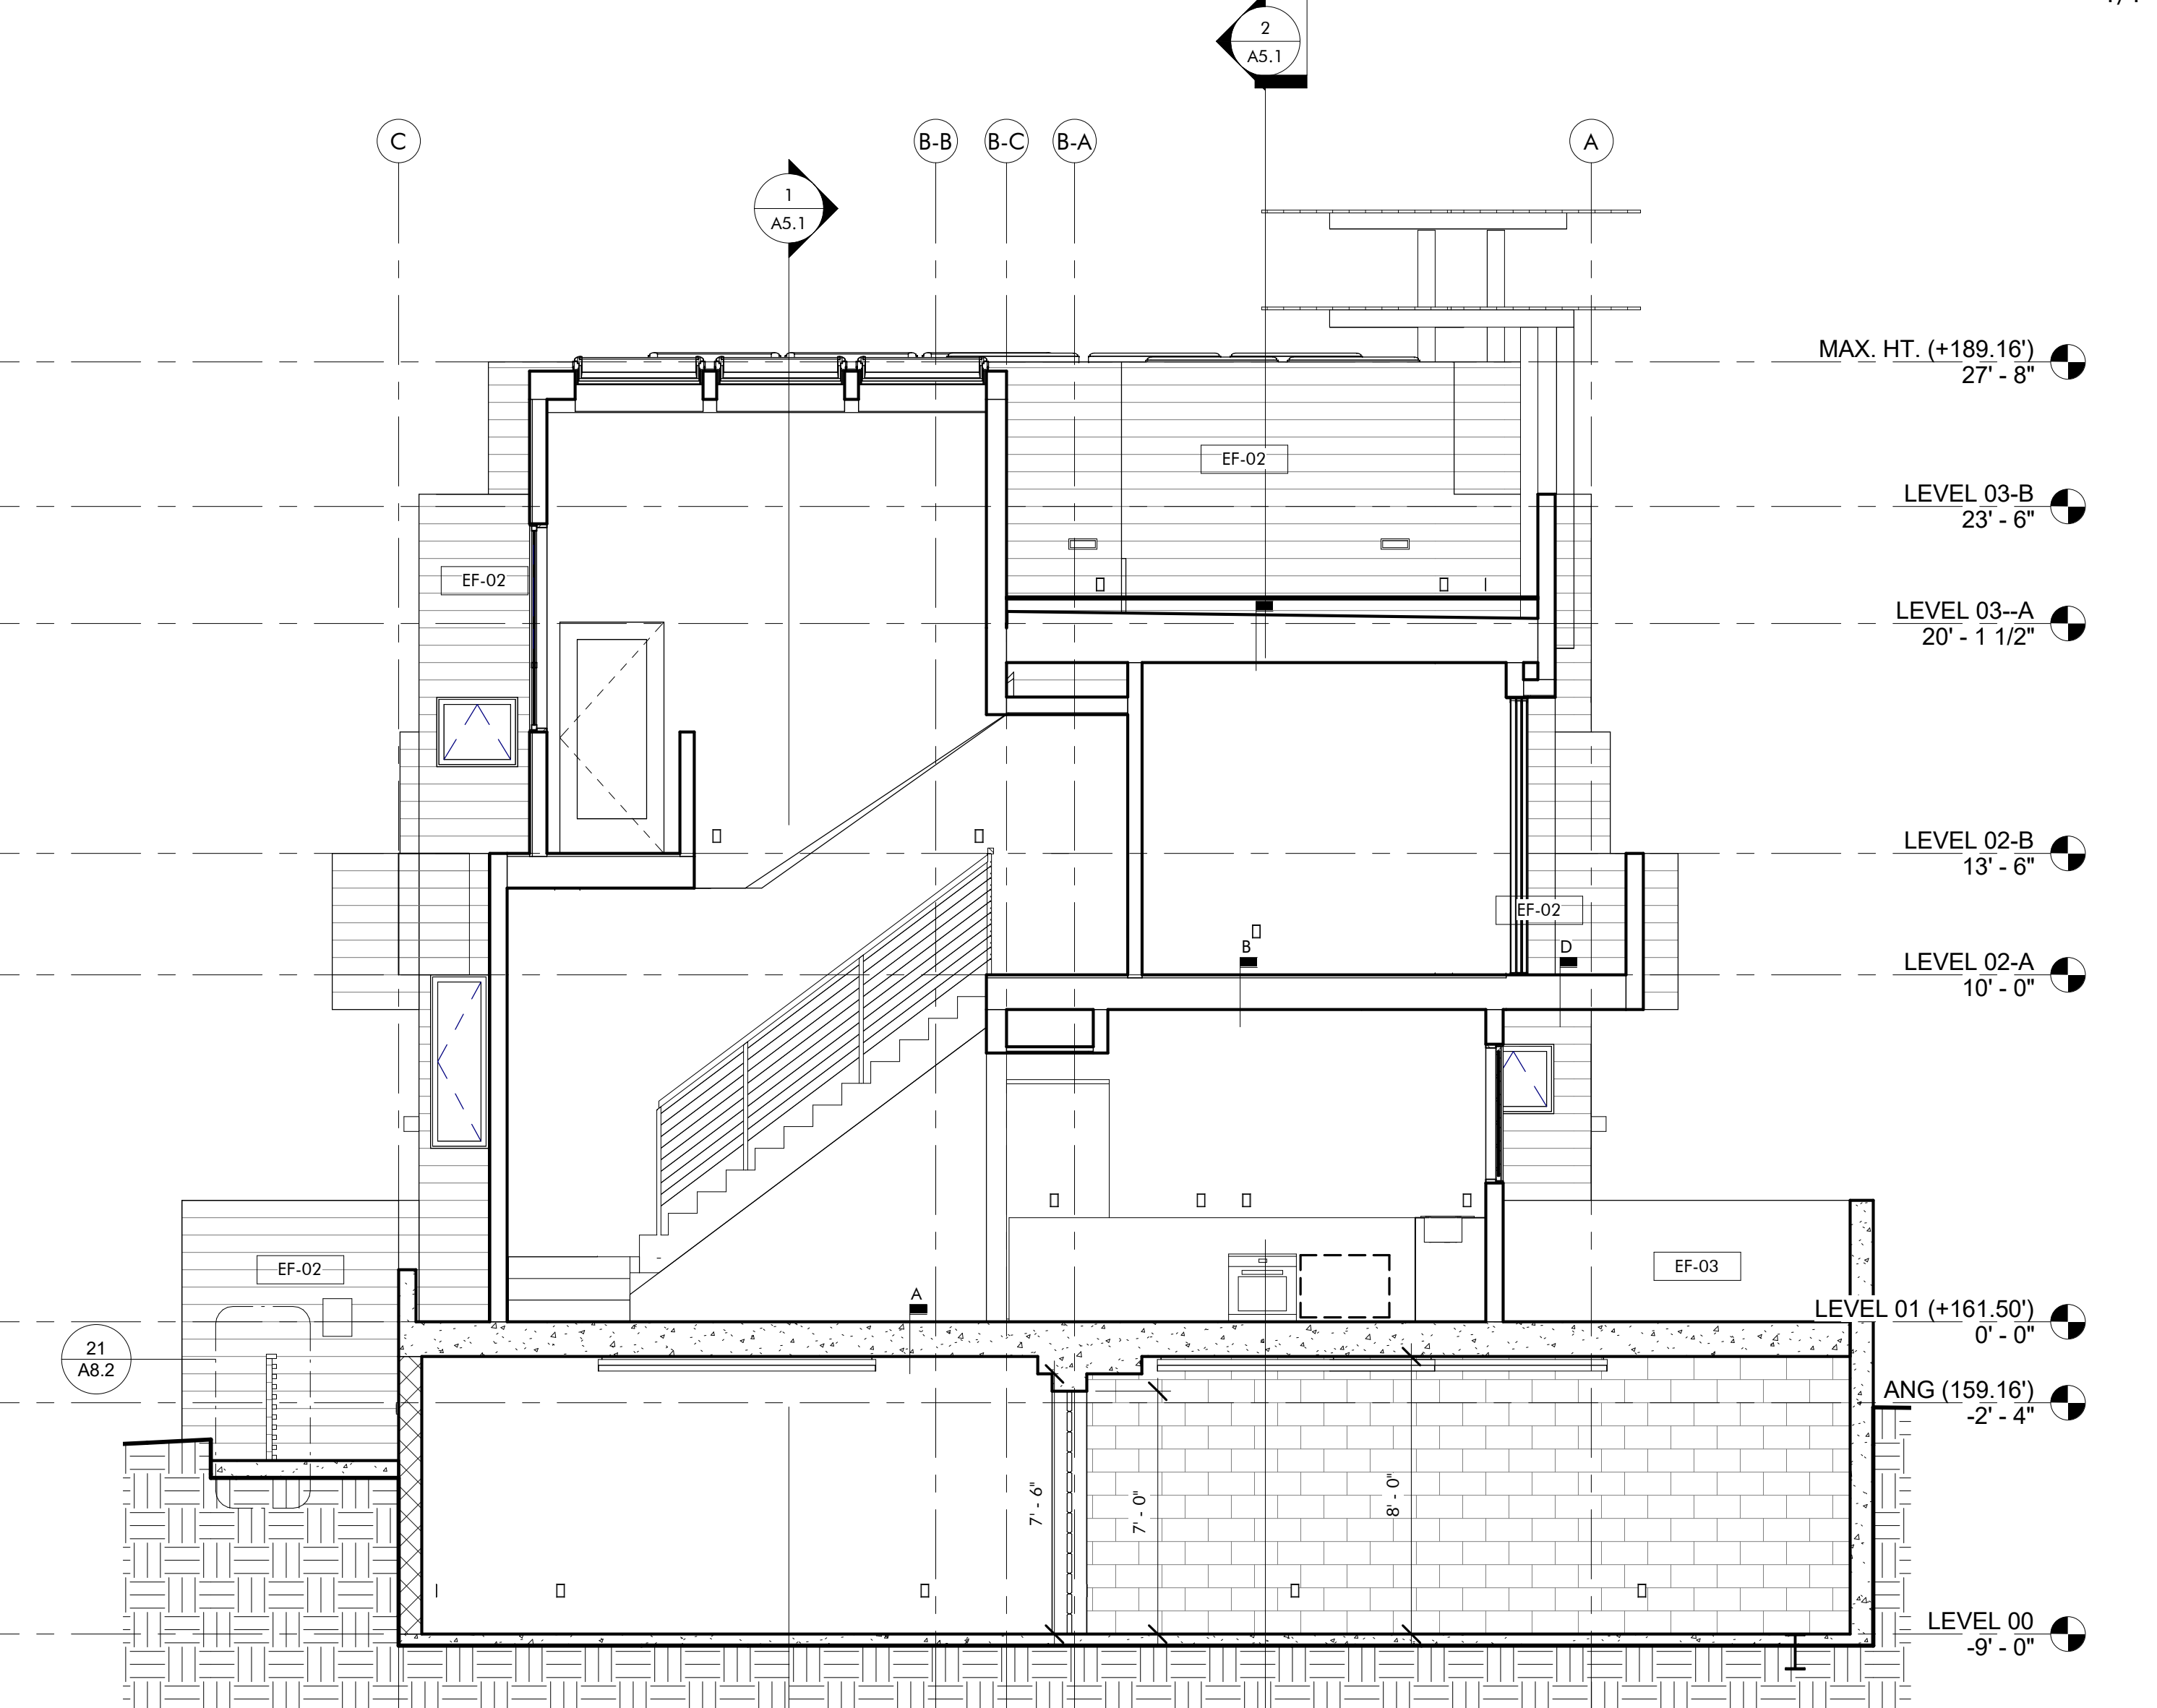 2
A5.1
C
B-B
B-C
B-A
A
1
A5.1
MAX. HT. (+189.16')
27' - 8"
EF-02
LEVEL 03-B
23' - 6"
EF-02
LEVEL 03--A
20' - 1 1/2"
LEVEL 02-B
13' - 6"
EF-02
B
D
LEVEL 02-A
10' - 0"
EF-02
EF-03
A
LEVEL 01 (+161.50')
0' - 0"
21
A8.2
ANG (159.16')
-2' - 4"
7' - 6"
7' - 0"
8' - 0"
LEVEL 00
-9' - 0"